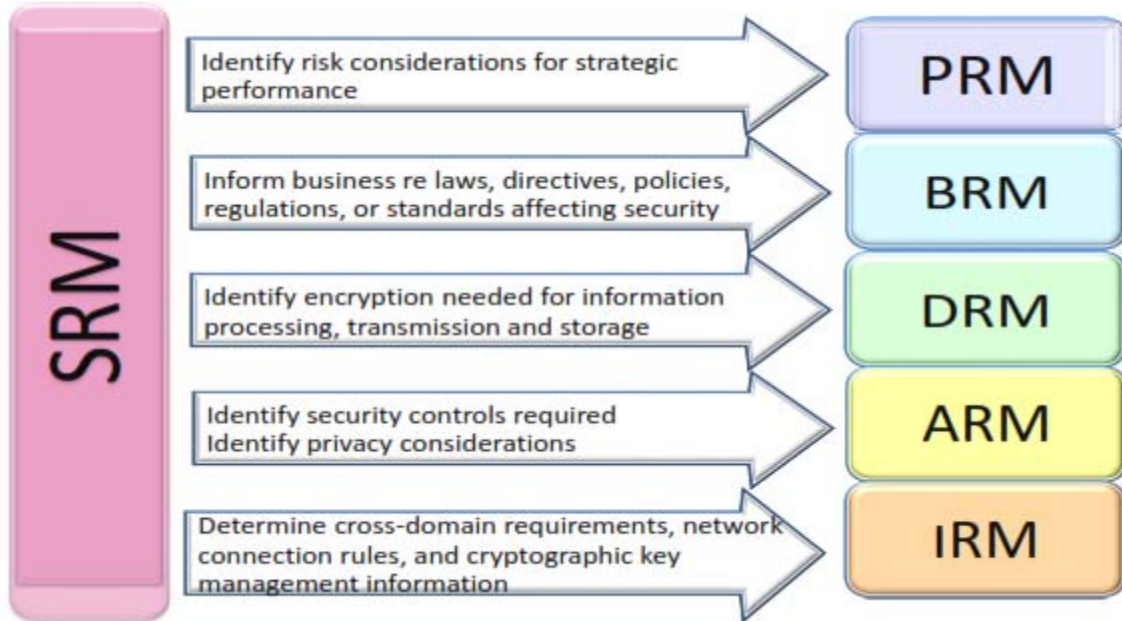 SRM
Identify risk considerations for strategic
performance
PRM
Inform business re laws, directives, policies,
regulations, or standards affecting security
BRM
Identify encryption needed for information
processing, transmission and storage
DRM
Identify security controls required
Identify privacy considerations
ARM
Determine cross-domain requirements, network
connection rules, and cryptographic key
management information
IRM